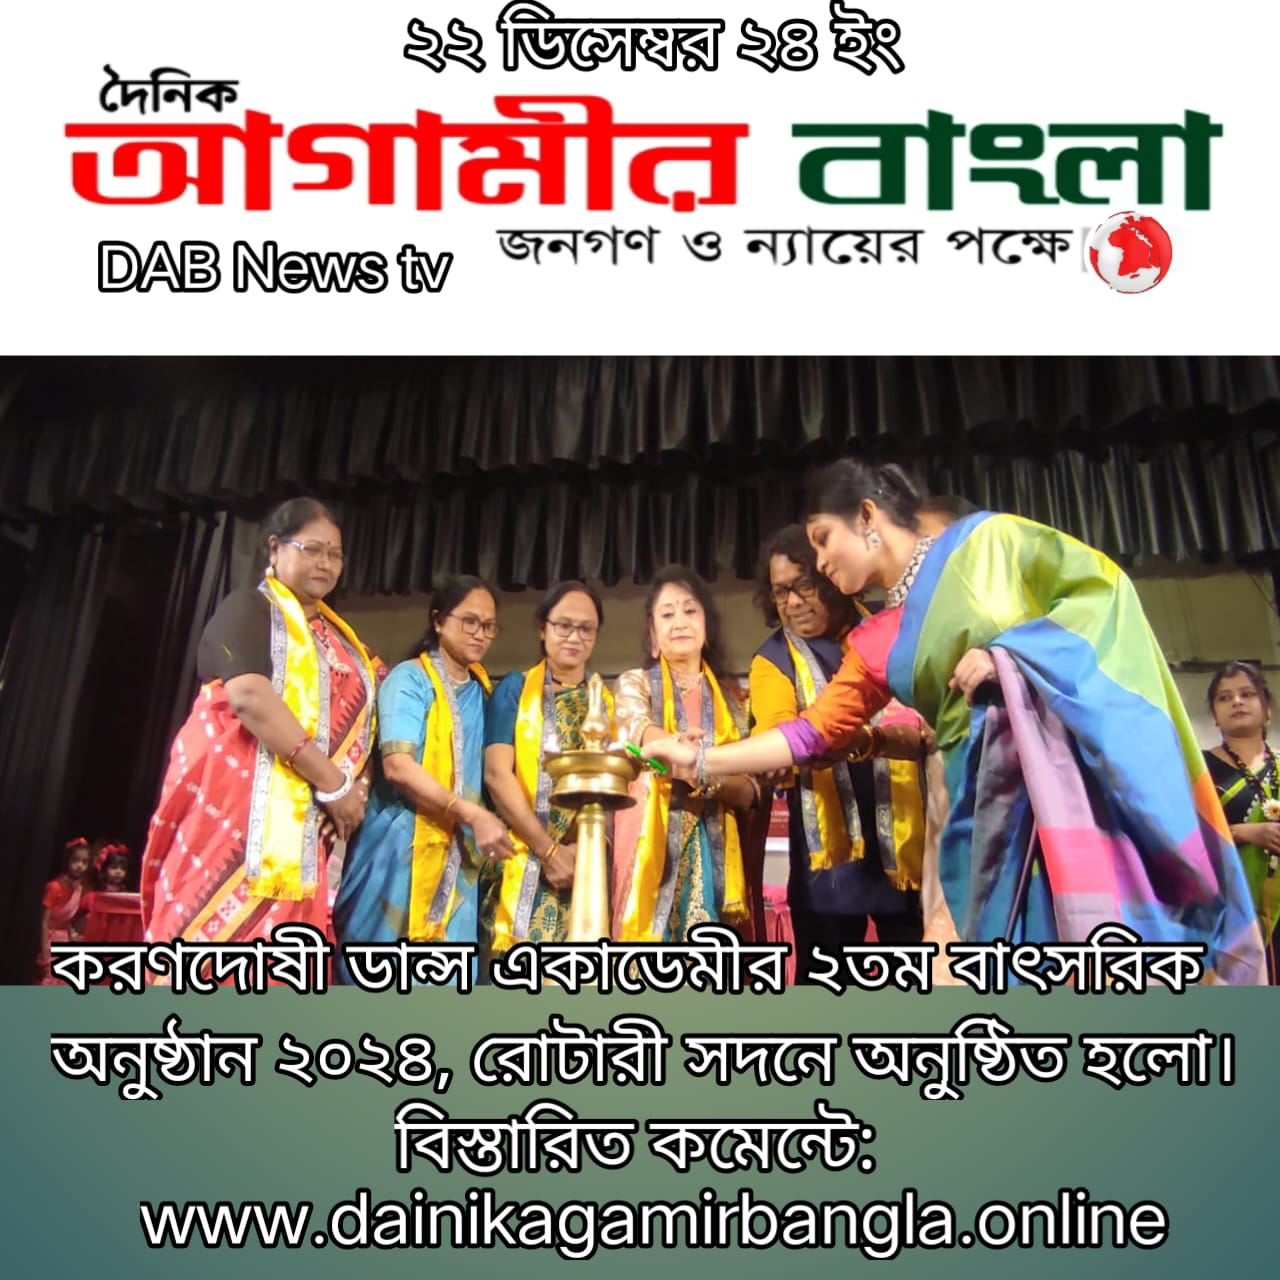 ২২ ডিসেম্বর ২৪ ইং
দৈনিক
আগামীর বাংলা
জনগণ ও ন্যায়ের পক্ষে
DAB News tv
করণদোষী ডান্স একাডেমীর ২তম বাৎসরিক
অনুষ্ঠান ২০২৪, রোটারী সদনে অনুষ্ঠিত হলো।
বিস্তারিত কমেন্টে:
www.dainikagamirbangla.online